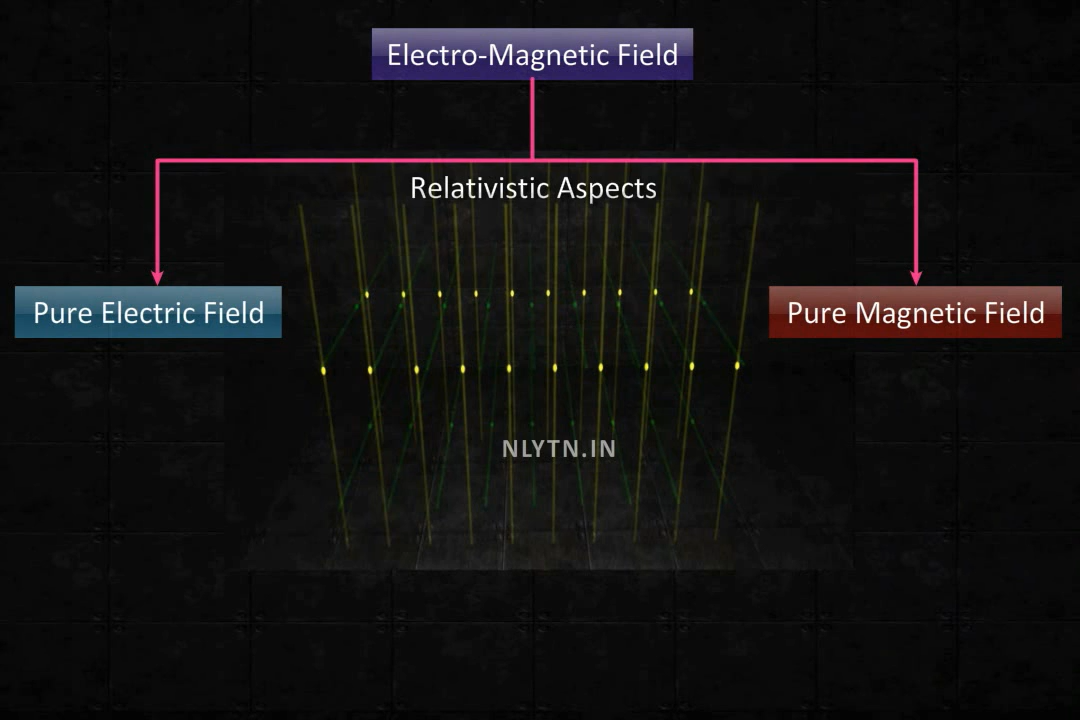 Electro-Magnetic Field
Relativistic Aspects
Pure Electric Field
Pure Magnetic Field
NLYTN.IN